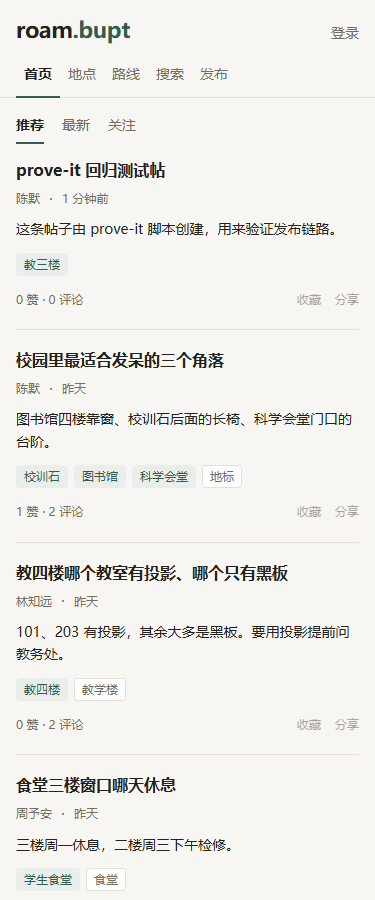 roam.bupt
登录
首页 地点 路线 搜索 发布
推荐 最新 关注
prove-it 回归测试帖
陈默 · 1 分钟前
这条帖子由 prove-it 脚本创建，用来验证发布链路。
教三楼
0 赞 · 0 评论 收藏 分享
校园里最适合发呆的三个角落
陈默 · 昨天
图书馆四楼靠窗、校训石后面的长椅、科学会堂门口的
台阶。
校训石 图书馆 科学会堂 地标
1 赞 · 2 评论 收藏 分享
教四楼哪个教室有投影、哪个只有黑板
林知远 · 昨天
101、203 有投影，其余大多是黑板。要用投影提前问
教务处。
教四楼 教学楼
0 赞 · 2 评论 收藏 分享
食堂三楼窗口哪天休息
周予安 · 昨天
三楼周一休息，二楼周三下午检修。
学生食堂 食堂